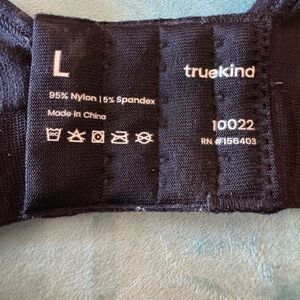 L
95% Nylon | 5% Spandex
Made In China
truekind
10022
RN #156403